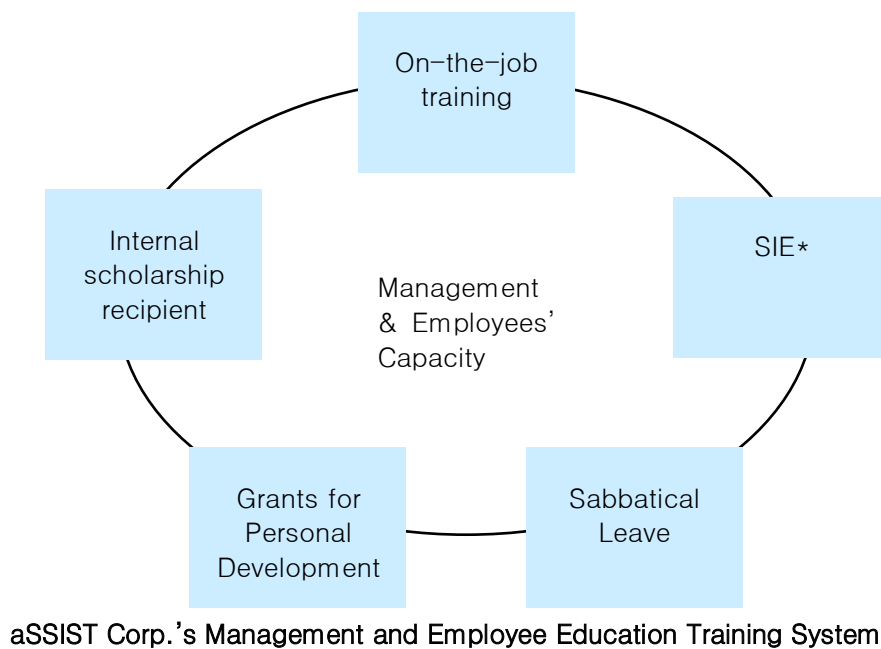 On-the-job
training
SIE*
Internal
scholarship
recipient
Management
& Employees’
Capacity
Grants for
Personal
Development
Sabbatical
Leave
aSSIST Corp.’s Management and Employee Education Training System